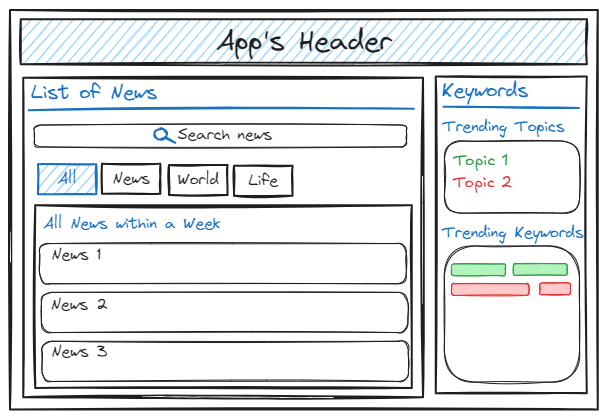 App's Header
List of News
Search news
All
News
World
Life
All News within a Week
News 1
News 2
News 3
Keywords
Trending Topics
Topic 1
Topic 2
Trending Keywords